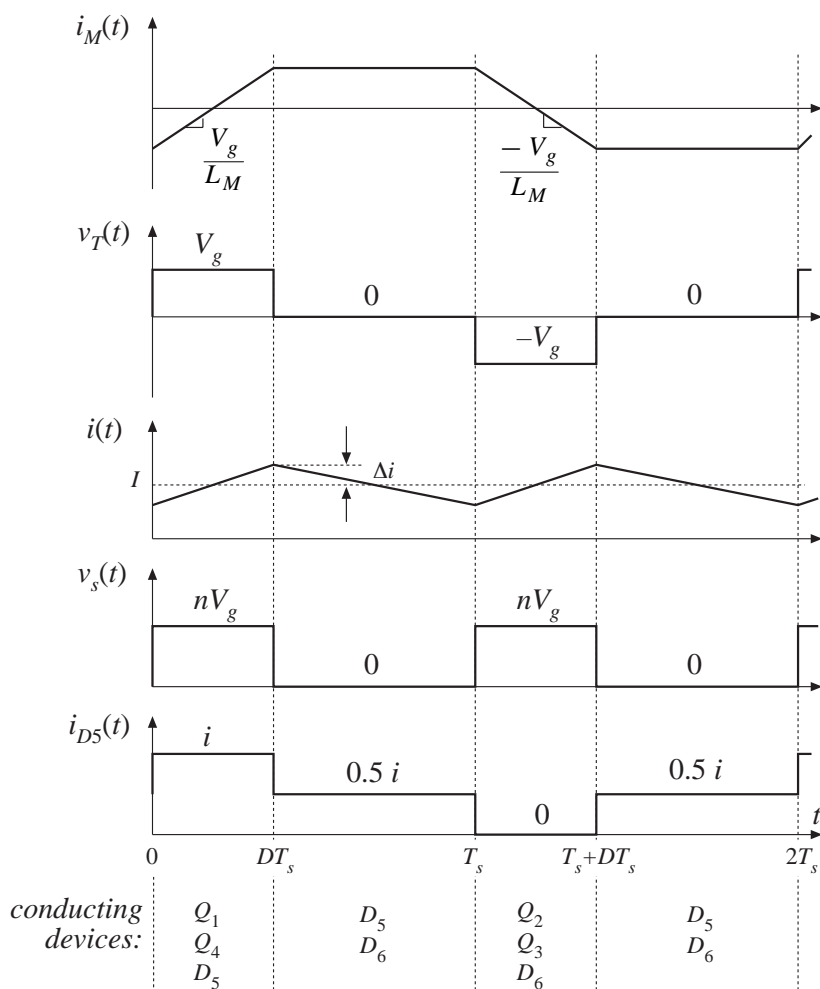 i_M(t)
V_g
L_M
– V_g
L_M
v_T(t)
V_g
0
0
–V_g
i(t)
I
Δi
v_s(t)
nV_g
nV_g
0
0
i_D5(t)
i
0.5 i
0.5 i
0
t
0 DT_s T_s T_s+DT_s 2T_s
conducting devices:
Q_1 D_5 Q_2 D_5
Q_4 D_6 Q_3 D_6
D_5 D_6